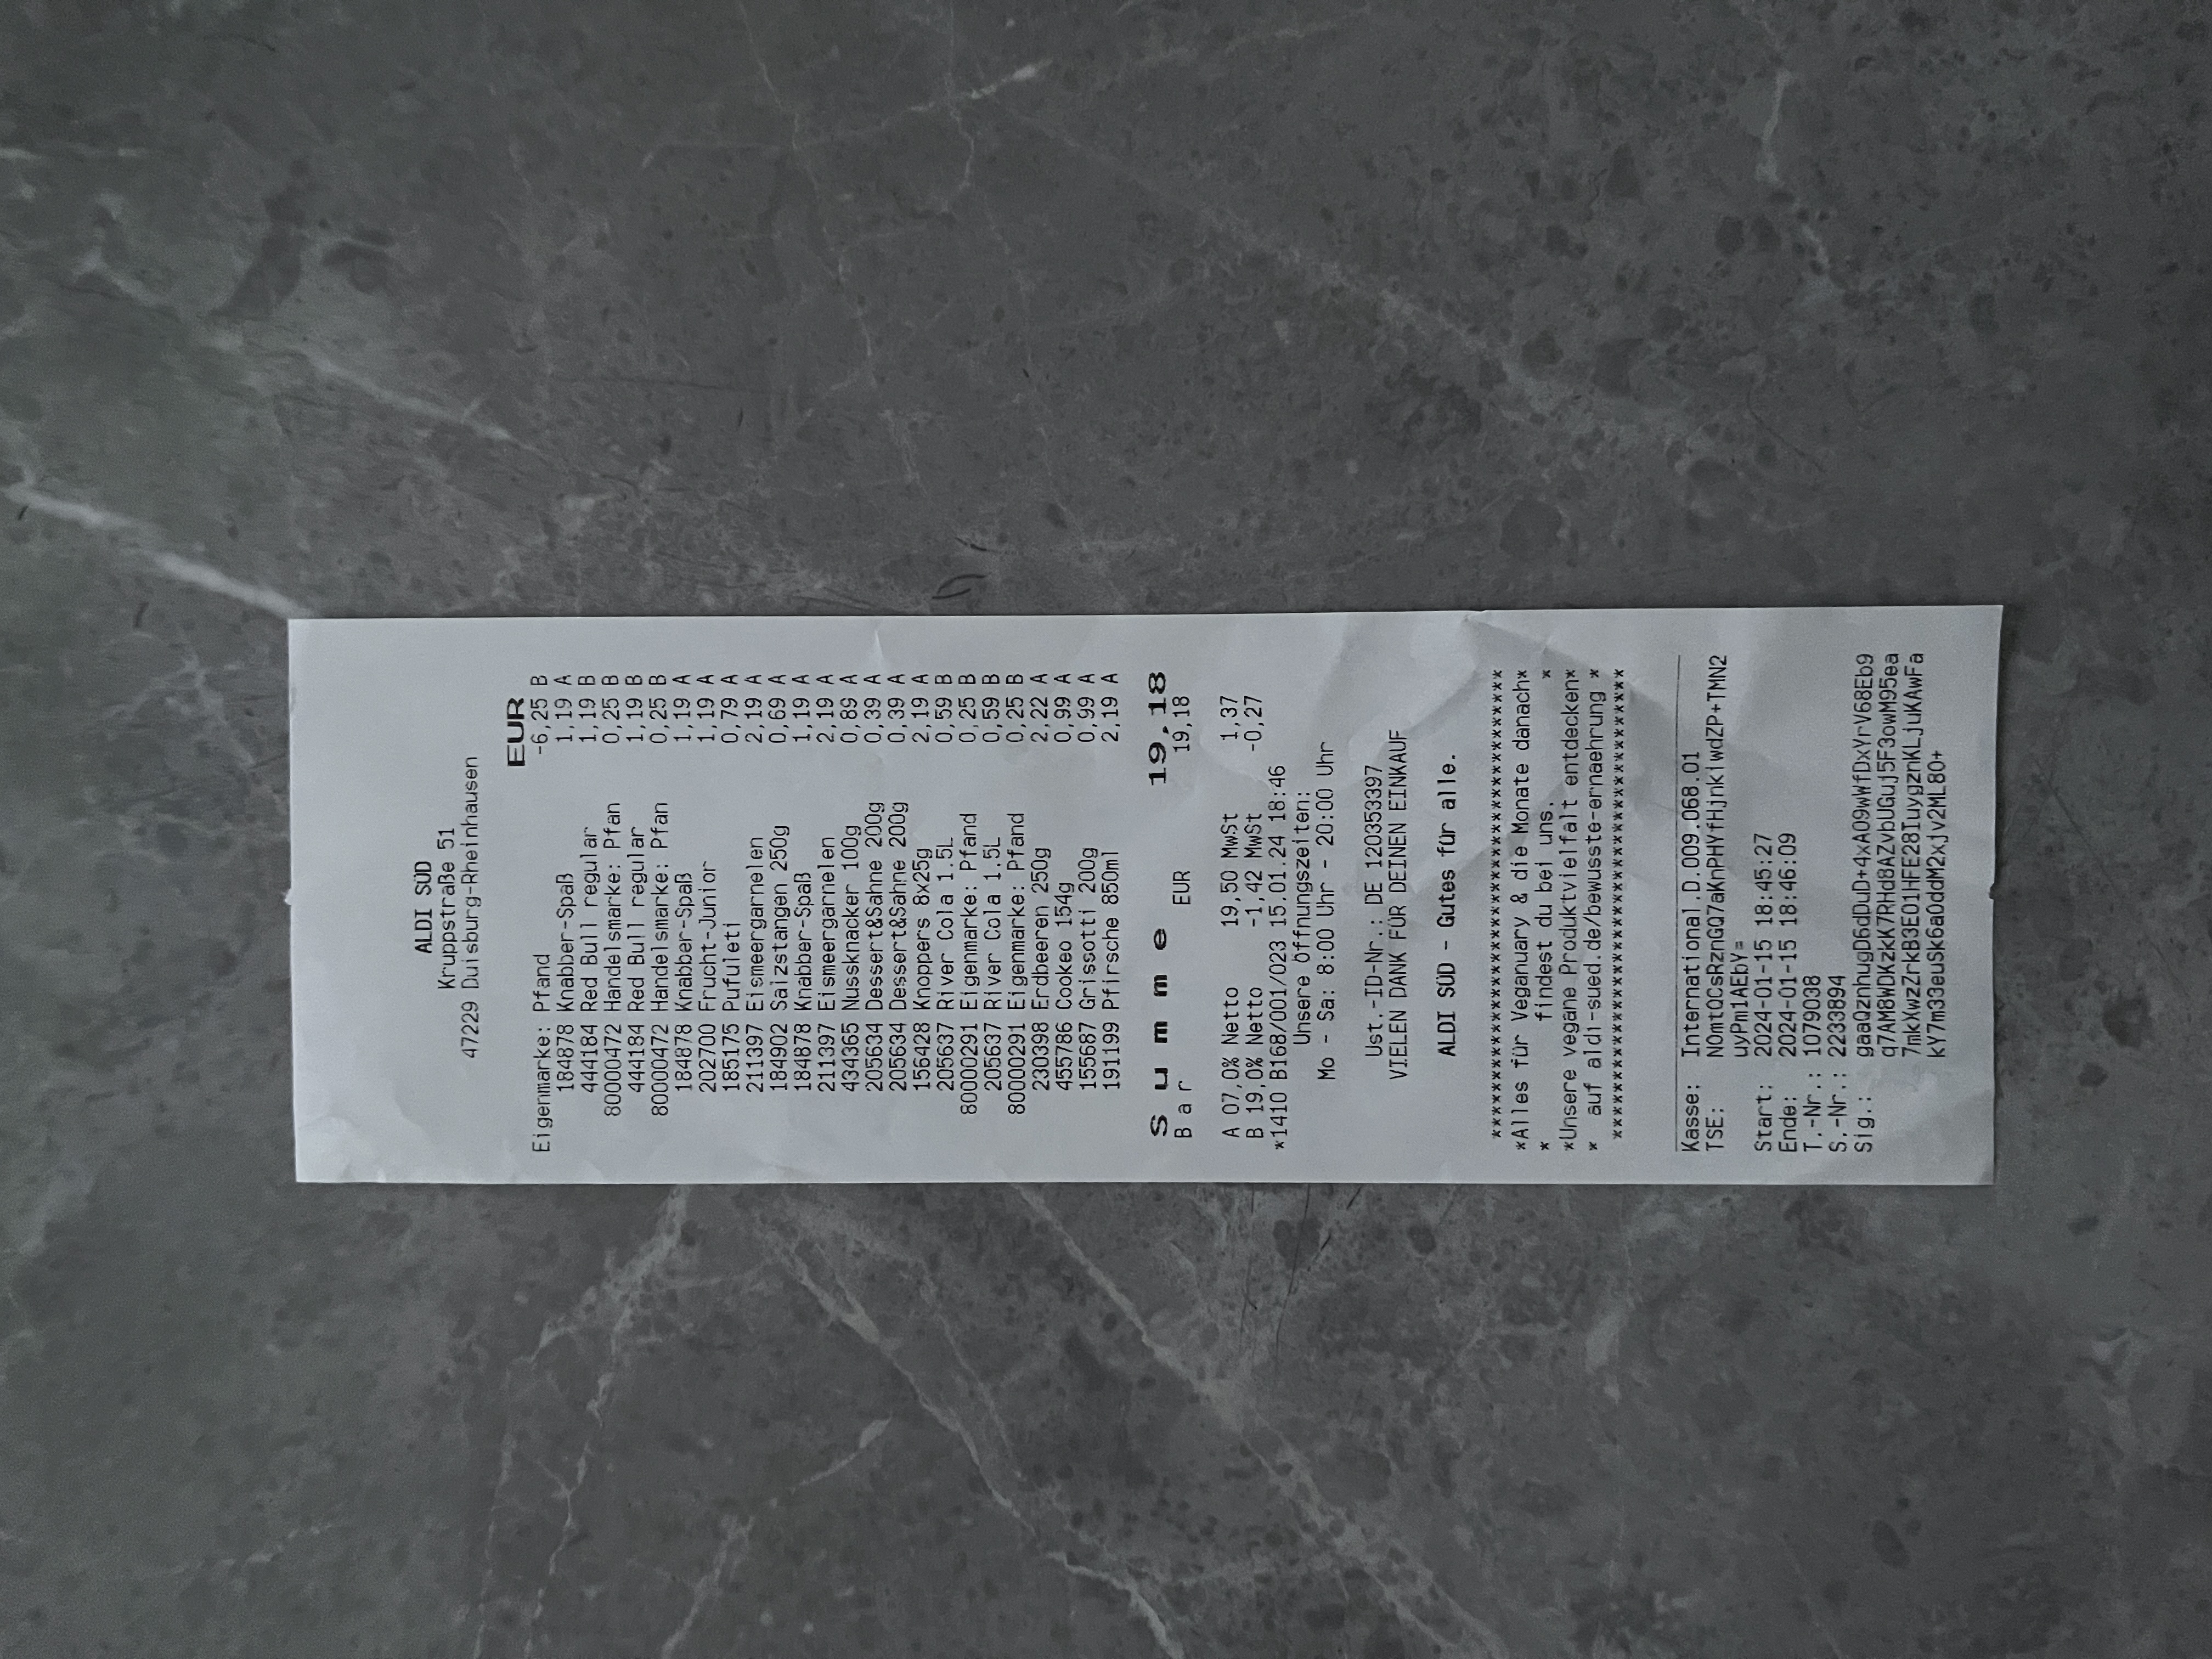 ALDI SÜD
Kruppstraße 51
47229 Duisburg-Rheinhausen
EUR
Eigenmarke: Pfand -6,25 B
184878 Knabber-Spaß 1,19 A
444184 Red Bull regular 1,19 B
80000472 Handelsmarke: Pfan 0,25 B
444184 Red Bull regular 1,19 B
80000472 Handelsmarke: Pfan 0,25 B
184878 Knabber-Spaß 1,19 A
202700 Frucht-Junior 1,19 A
185175 Pufuleti 0,79 A
211397 Eismeergarnelen 2,19 A
184902 Salzstangen 250g 0,69 A
184878 Knabber-Spaß 1,19 A
211397 Eismeergarnelen 2,19 A
434365 Nussknacker 100g 0,89 A
205634 Dessert&Sahne 200g 0,39 A
205634 Dessert&Sahne 200g 0,39 A
156428 Knoppers 8x25g 2,19 A
205637 River Cola 1.5L 0,59 B
80000291 Eigenmarke: Pfand 0,25 B
205637 River Cola 1.5L 0,59 B
80000291 Eigenmarke: Pfand 0,25 B
230398 Erdbeeren 250g 2,22 A
455786 Cookeo 154g 0,99 A
155687 Grissotti 200g 0,99 A
191199 Pfirsche 850ml 2,19 A
Summe 19,18
Bar EUR 19,18
A 07,0% Netto 19,50 MwSt 1,37
B 19,0% Netto -1,42 MwSt -0,27
*1410 B168/001/023 15.01.24 18:46
Unsere Öffnungszeiten:
Mo - Sa: 8:00 Uhr - 20:00 Uhr
Ust.-ID-Nr.: DE 120353397
VIELEN DANK FÜR DEINEN EINKAUF
ALDI SÜD - Gutes für alle.
****************************************
*Alles für Veganuary & die Monate danach*
* findest du bei uns. *
*Unsere vegane Produktvielfalt entdecken*
* auf aldi-sued.de/bewusste-ernaehrung *
****************************************
Kasse: International.D.009.068.01
TSE: NOmtQCsRznGQ7aKnPHYfHjnkiwdZP+TMN2
uyPm1AEbY=
Start: 2024-01-15 18:45:27
Ende: 2024-01-15 18:46:09
T.-Nr.: 1079038
S.-Nr.: 2233894
Sig.: gaaQznhugD6dDuD+4xAO9wWfDxYrV68Eb9
q7AM8WDKzkK7RHd8AZvbUGuj5F3owM95ea
7mkXwzZrkB3E01HFE28IuygznKLjuKAwFa
kY7m33euSk6a0ddM2xjv2ML80+